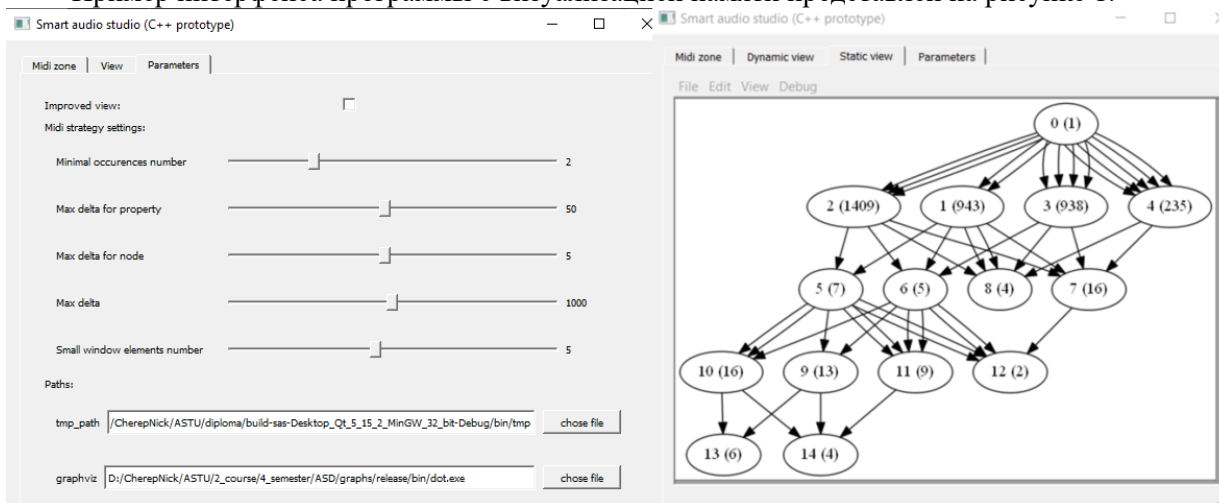 Smart audio studio (C++ prototype)
Midi zone View Parameters
Improved view:
Midi strategy settings:
Minimal occurences number 2
Max delta for property 50
Max delta for node 5
Max delta 1000
Small window elements number 5
Paths:
tmp_path /CherepNick/ASTU/diploma/build-sas-Desktop_Qt_5_15_2_MinGW_32_bit-Debug/bin/tmp chose file
graphviz D:/CherepNick/ASTU/2_course/4_semester/ASD/graphs/release/bin/dot.exe chose file
Smart audio studio (C++ prototype)
Midi zone Dynamic view Static view Parameters
File Edit View Debug
0 (1)
2 (1409) 1 (943) 3 (938) 4 (235)
5 (7) 6 (5) 8 (4) 7 (16)
10 (16) 9 (13) 11 (9) 12 (2)
13 (6) 14 (4)